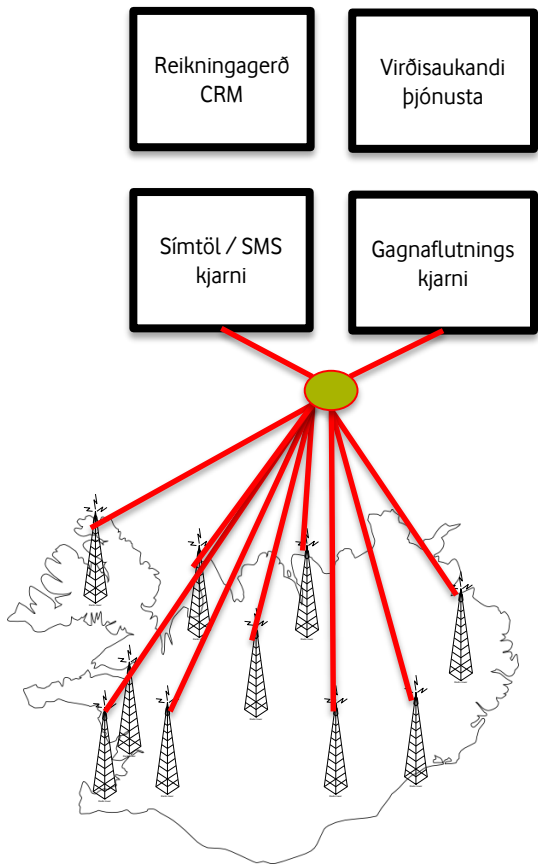 Reikningagerð
CRM
Virðisaukandi
þjónusta
Símtöl / SMS
kjarni
Gagnaflutnings
kjarni